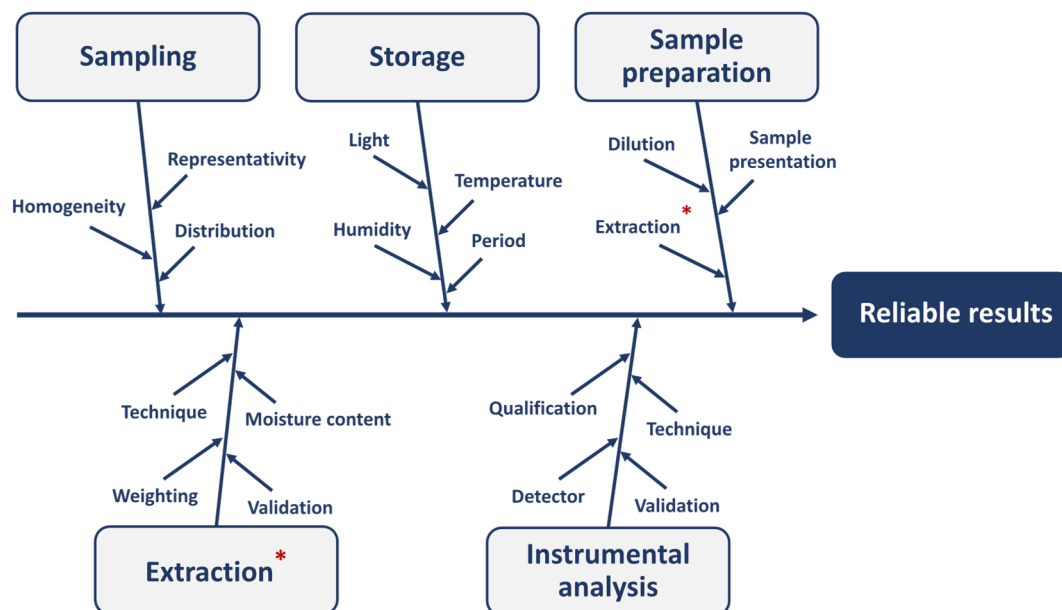 Sampling
Storage
Sample
preparation
Representativity
Homogeneity
Distribution
Light
Temperature
Humidity
Period
Dilution
Sample
presentation
Extraction*
Reliable results
Technique
Moisture content
Weighting
Validation
Extraction*
Qualification
Technique
Detector
Validation
Instrumental
analysis